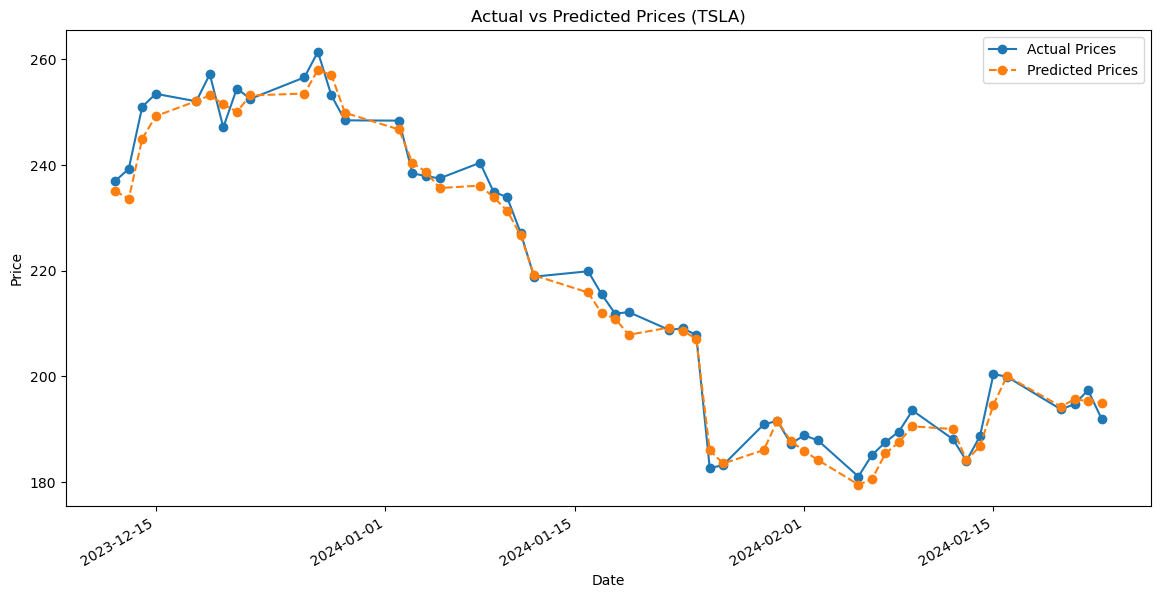 Actual vs Predicted Prices (TSLA)
Actual Prices
Predicted Prices
260
240
220
200
180
Price
2023-12-15
2024-01-01
2024-01-15
2024-02-01
2024-02-15
Date